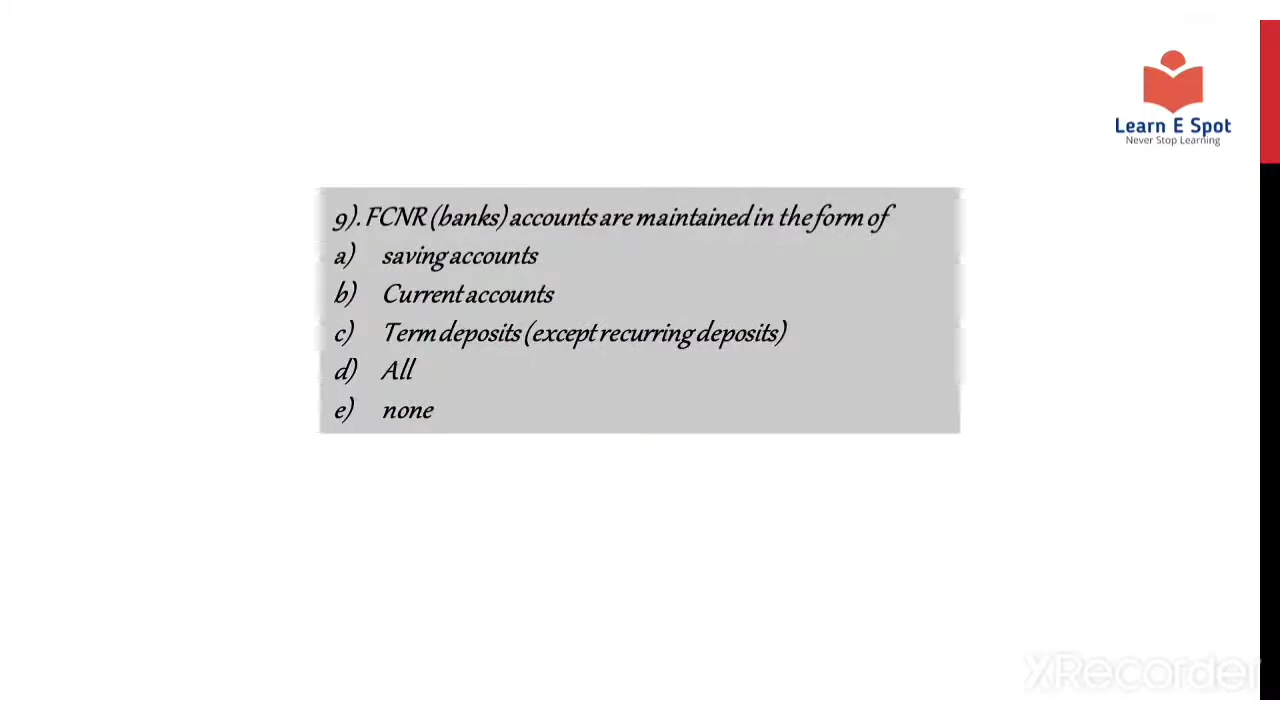 Learn E Spot
Never Stop Learning
9). FCNR (banks) accounts are maintained in the form of
a) saving accounts
b) Current accounts
c) Term deposits (except recurring deposits)
d) All
e) none
XRecorder